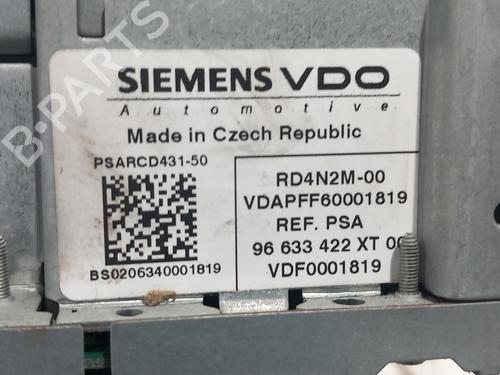 SIEMENS VDO
Automotive
Made in Czech Republic
PSARCD431-50
BS0206340001819
RD4N2M-00
VDAPFF60001819
REF. PSA
96 633 422 XT 00
VDF0001819
B-PARTS